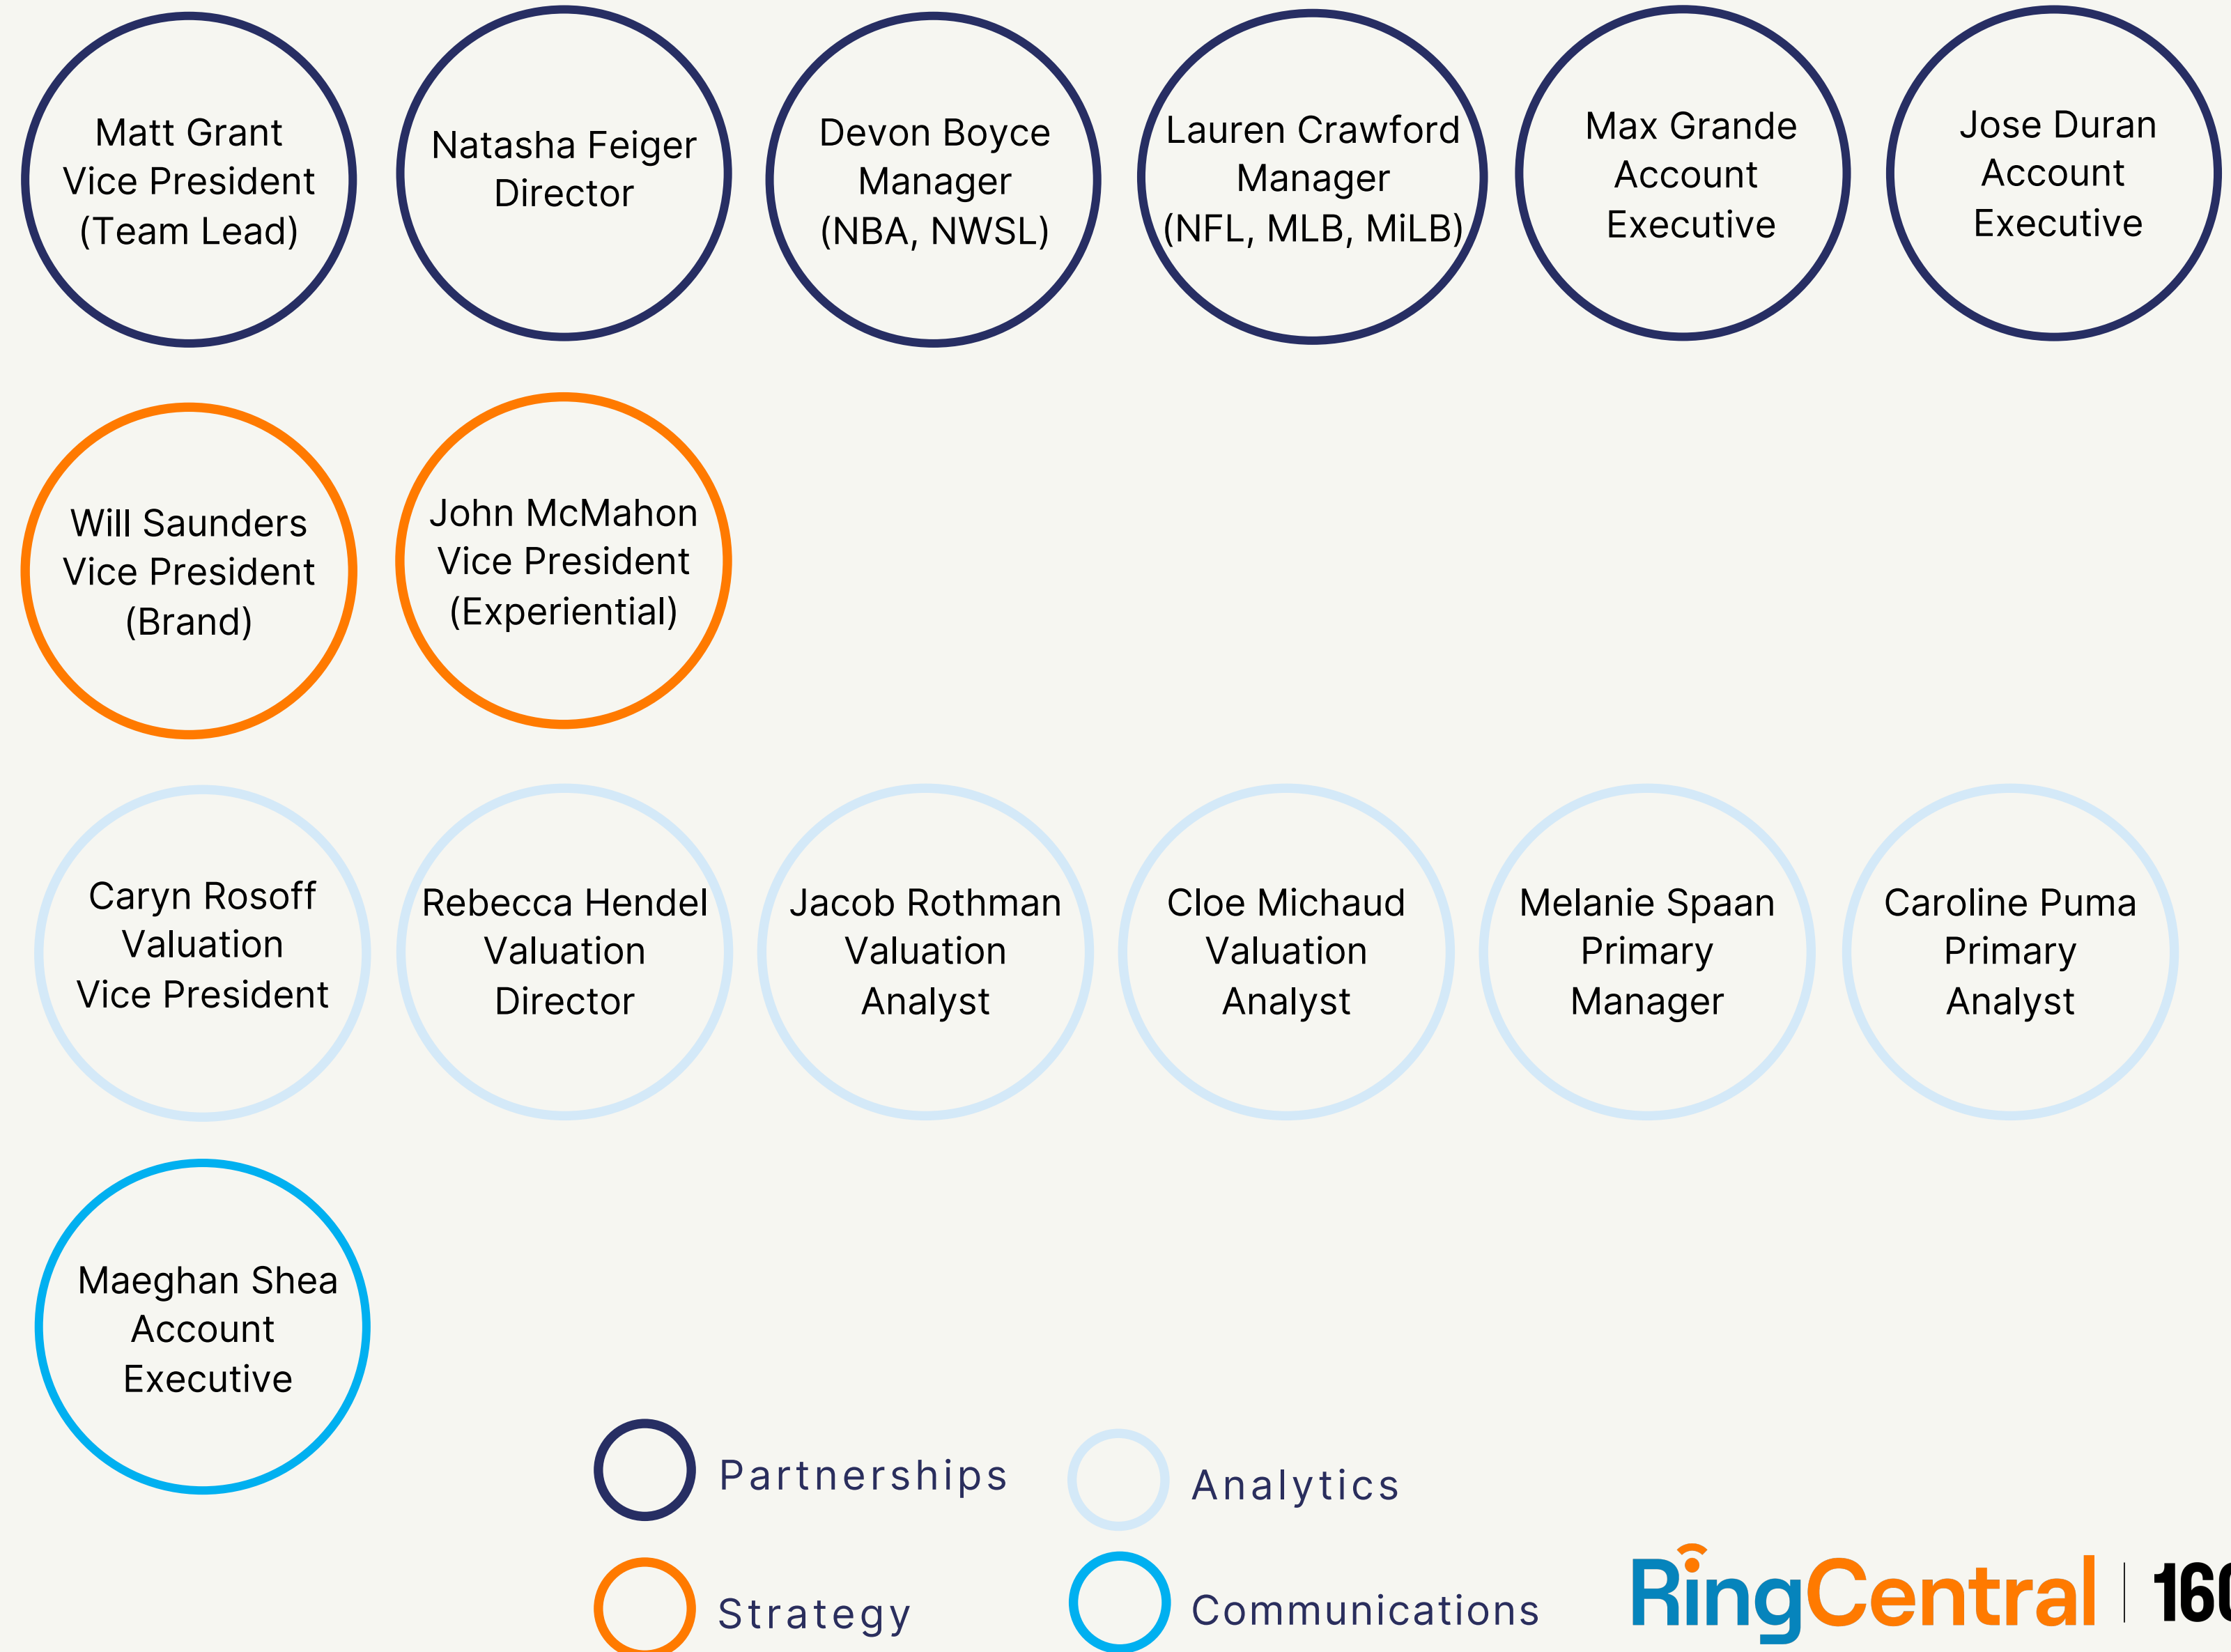 Matt Grant
Vice President
(Team Lead)
Natasha Feiger
Director
Devon Boyce
Manager
(NBA, NWSL)
Lauren Crawford
Manager
(NFL, MLB, MiLB)
Max Grande
Account
Executive
Jose Duran
Account
Executive
Will Saunders
Vice President
(Brand)
John McMahon
Vice President
(Experiential)
Caryn Rosoff
Valuation
Vice President
Rebecca Hendel
Valuation
Director
Jacob Rothman
Valuation
Analyst
Cloe Michaud
Valuation
Analyst
Melanie Spaan
Primary
Manager
Caroline Puma
Primary
Analyst
Maeghan Shea
Account
Executive
Partnerships
Analytics
Strategy
Communications
RingCentral